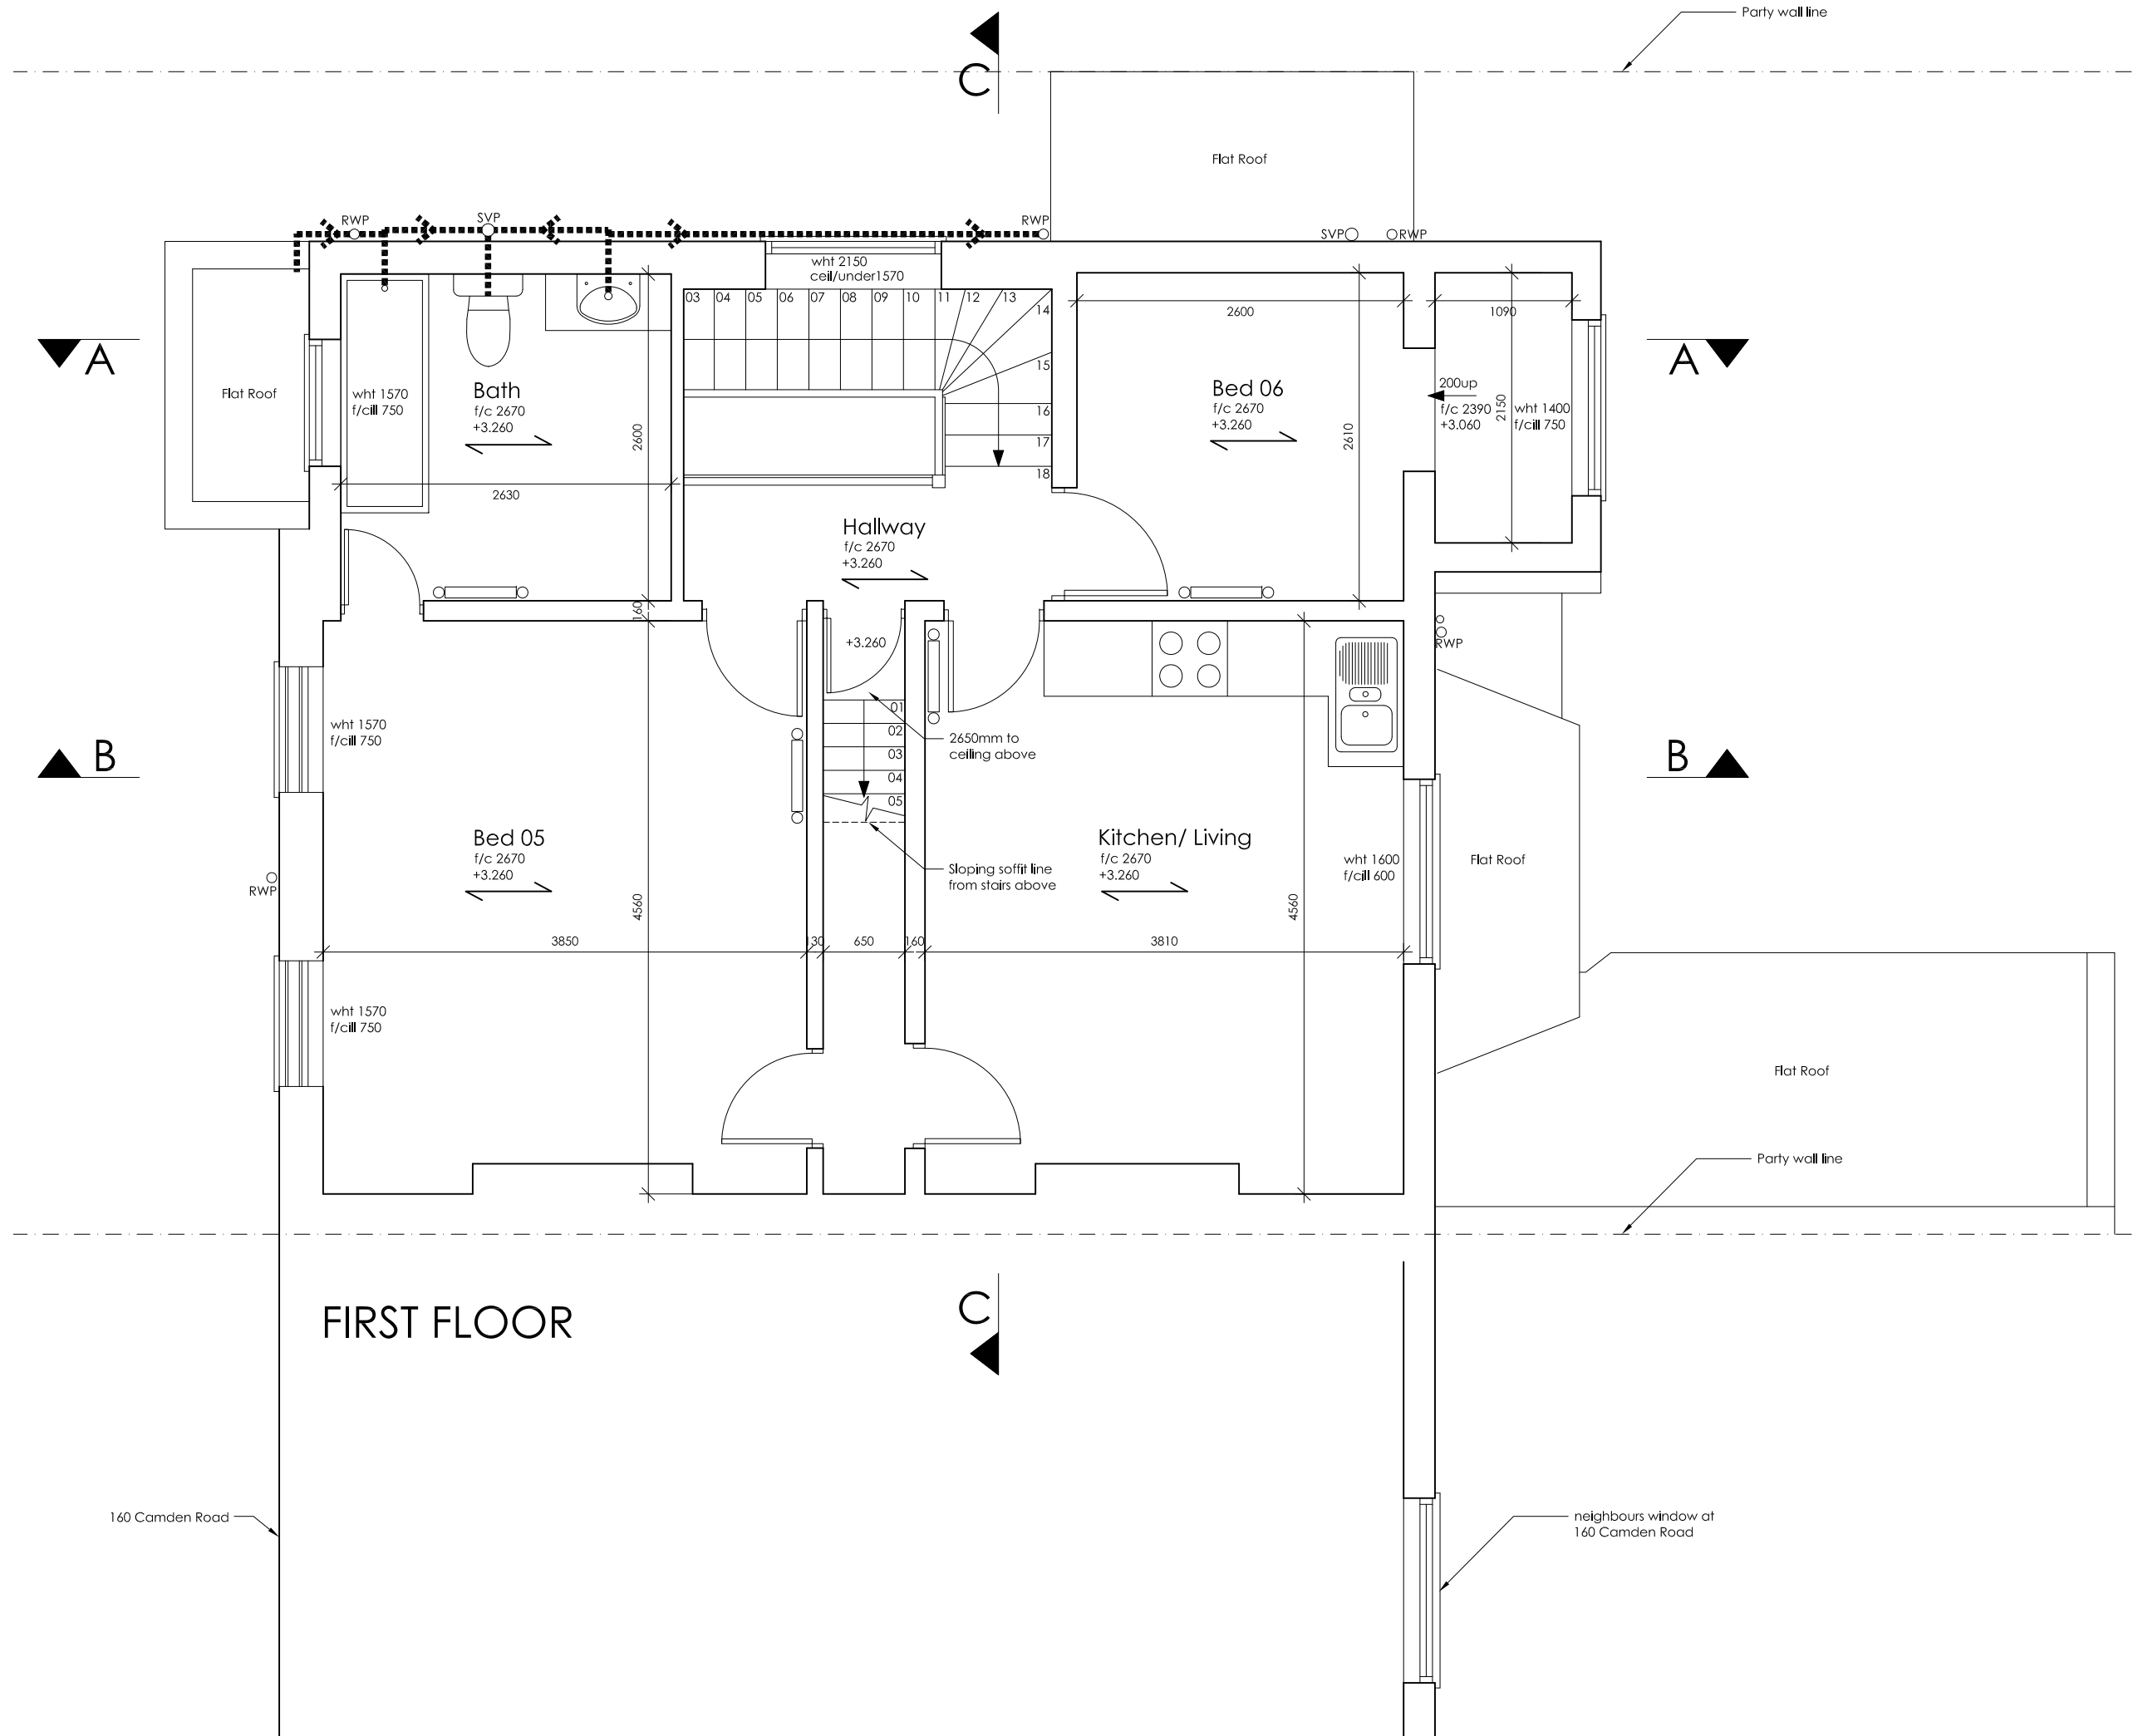 Party wall line
C
Flat Roof
RWP
SVP
RWP
SVP
RWP
wht 2150
ceil/under1570
03 04 05 06 07 08 09 10 11 12 13
14
15
16
17
18
2600
1090
A
A
Flat Roof
wht 1570
f/cill 750
Bath
f/c 2670
+3.260
2600
2630
Bed 06
f/c 2670
+3.260
2610
200up
f/c 2390
+3.060
2150
wht 1400
f/cill 750
Hallway
f/c 2670
+3.260
160
+3.260
RWP
wht 1570
f/cill 750
01
02
03
04
05
2650mm to
ceiling above
B
B
Bed 05
f/c 2670
+3.260
Kitchen/ Living
f/c 2670
+3.260
wht 1600
f/cill 600
Flat Roof
Sloping soffit line
from stairs above
RWP
4560
4560
3850
130
650
160
3810
wht 1570
f/cill 750
Flat Roof
Party wall line
FIRST FLOOR
C
160 Camden Road
neighbours window at
160 Camden Road